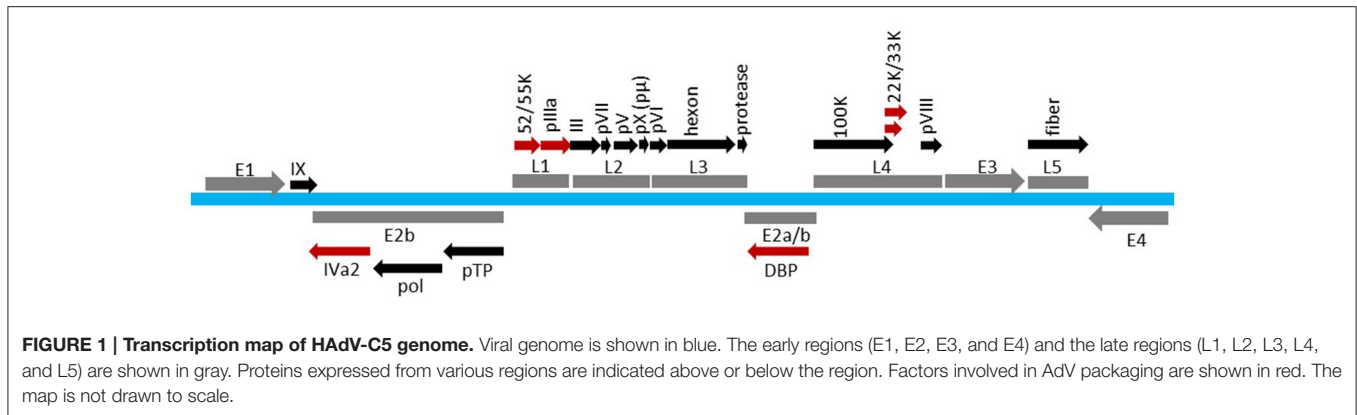 52/55K
pIIIa
III
pVII
pV
pX (pμ)
pVI
hexon
protease
100K
22K/33K
pVIII
fiber
E1
IX
L1
L2
L3
L4
E3
L5
E2b
E2a/b
E4
IVa2
pol
pTP
DBP
FIGURE 1 | Transcription map of HAdV-C5 genome. Viral genome is shown in blue. The early regions (E1, E2, E3, and E4) and the late regions (L1, L2, L3, L4,
and L5) are shown in gray. Proteins expressed from various regions are indicated above or below the region. Factors involved in AdV packaging are shown in red. The
map is not drawn to scale.